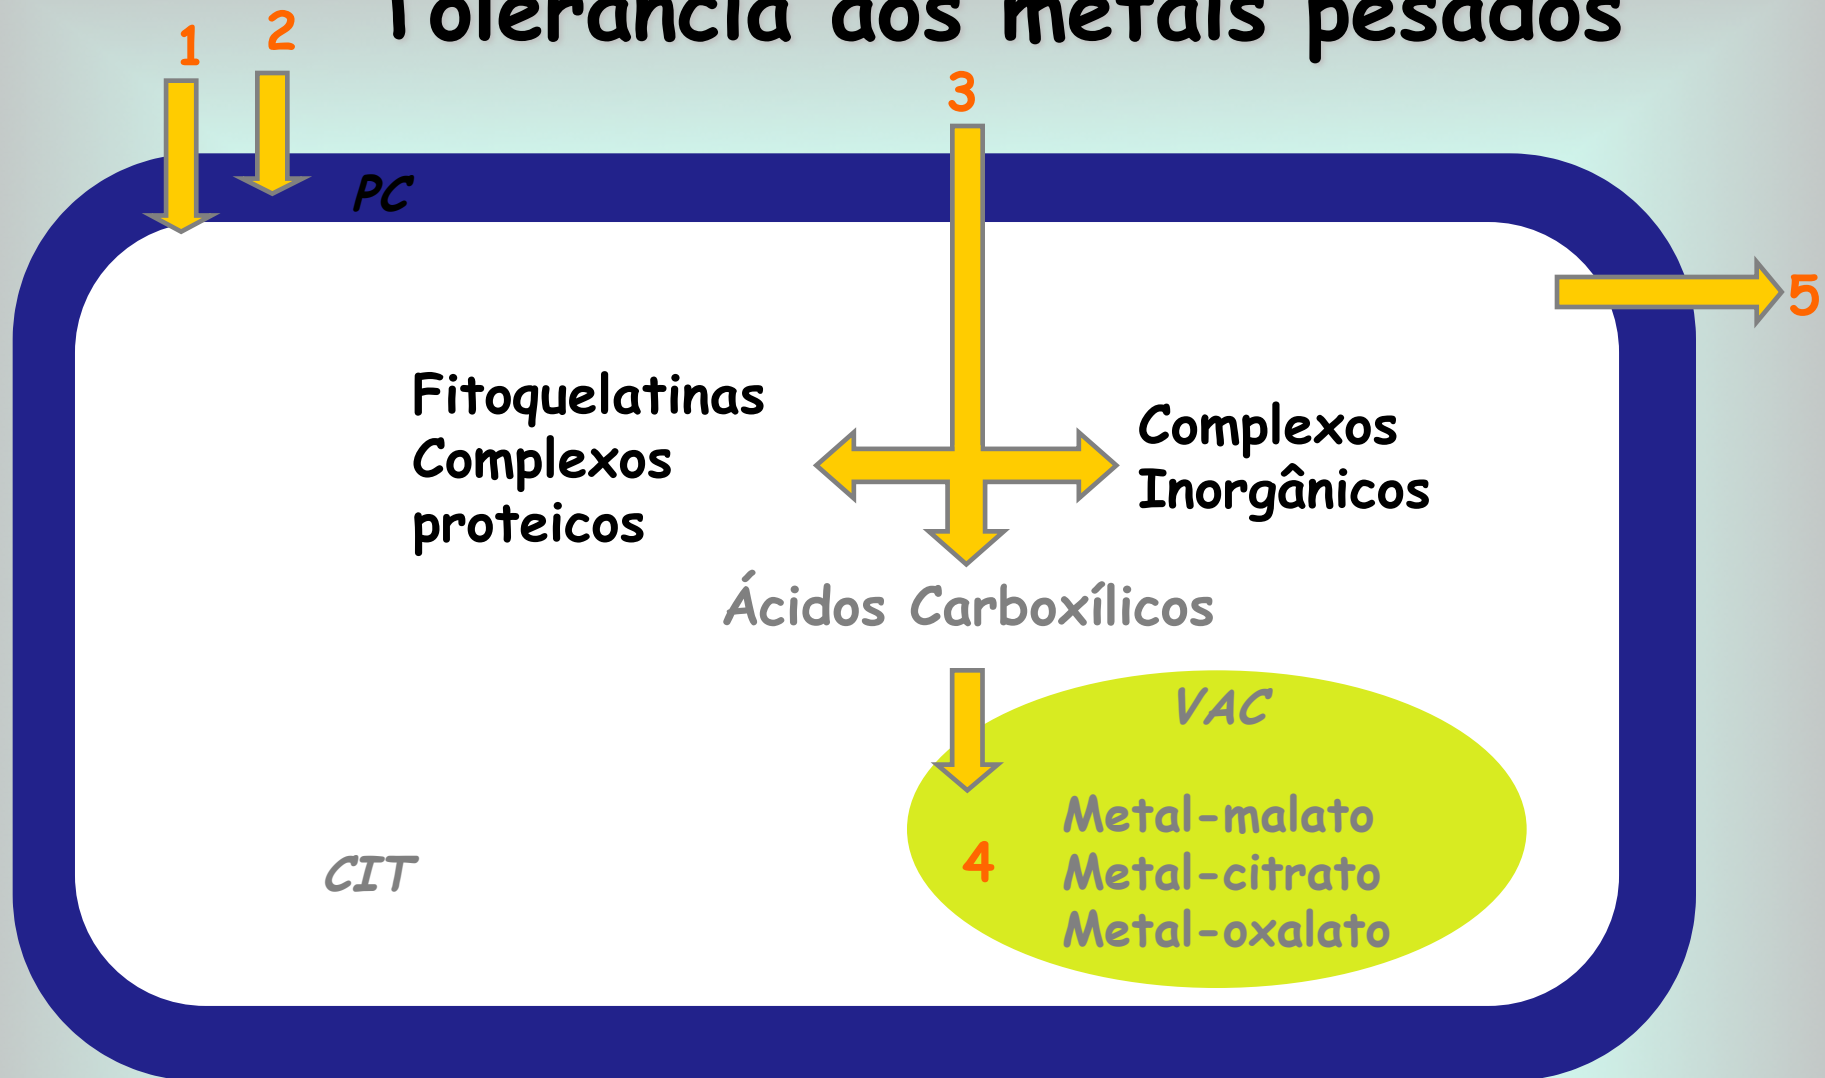 Tolerância aos metais pesados
1
2
3
PC
5
Fitoquelatinas
Complexos
proteicos
Complexos
Inorgânicos
Ácidos Carboxílicos
VAC
Metal-malato
Metal-citrato
Metal-oxalato
4
CIT